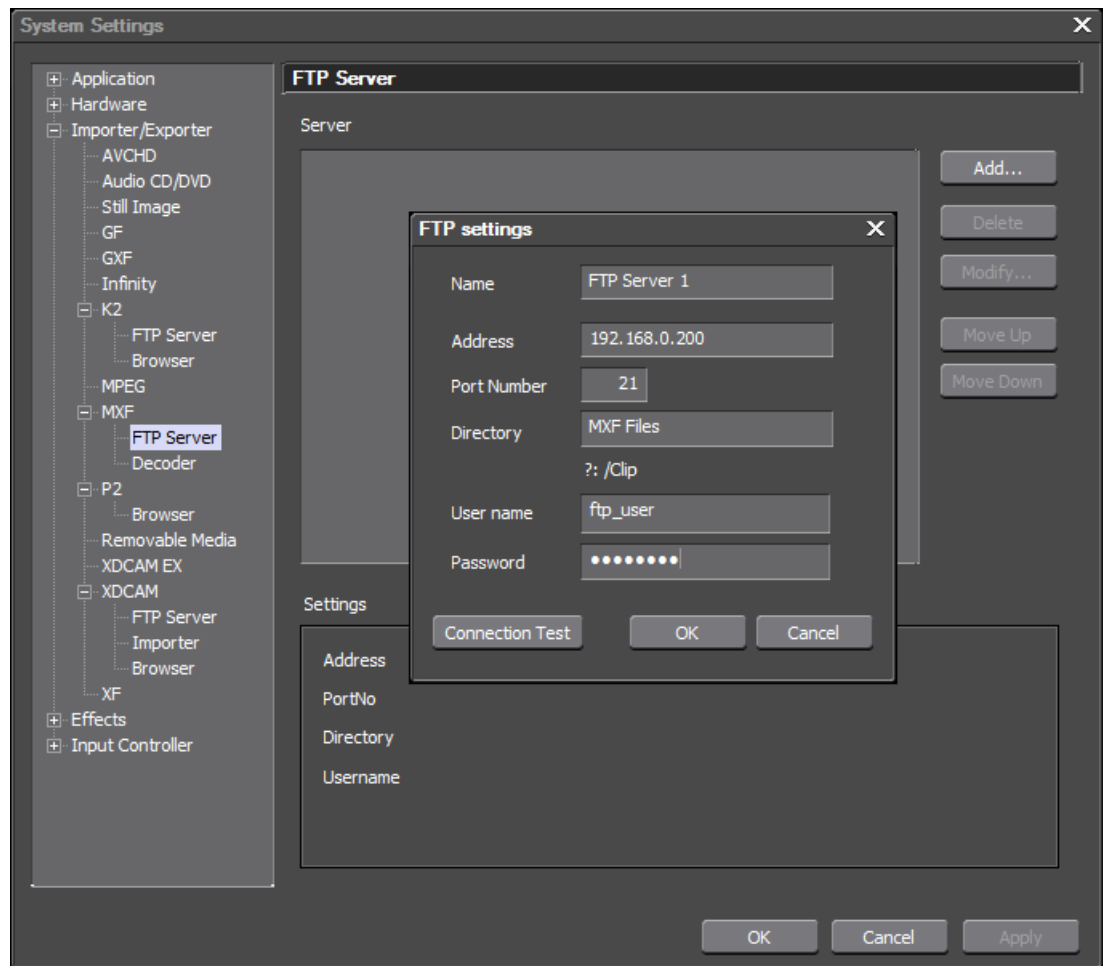 System Settings
Application
Hardware
Importer/Exporter
AVCHD
Audio CD/DVD
Still Image
GF
GXF
Infinity
K2
FTP Server
Browser
MPEG
MXF
FTP Server
Decoder
P2
Browser
Removable Media
XDCAM EX
XDCAM
FTP Server
Importer
Browser
XF
Effects
Input Controller
FTP Server
Server
Add...
Delete
Modify...
Move Up
Move Down
FTP settings
Name FTP Server 1
Address 192.168.0.200
Port Number 21
Directory MXF Files
?: /Clip
User name ftp_user
Password ●●●●●●●●
Connection Test OK Cancel
Settings
Address
PortNo
Directory
Username
OK Cancel Apply